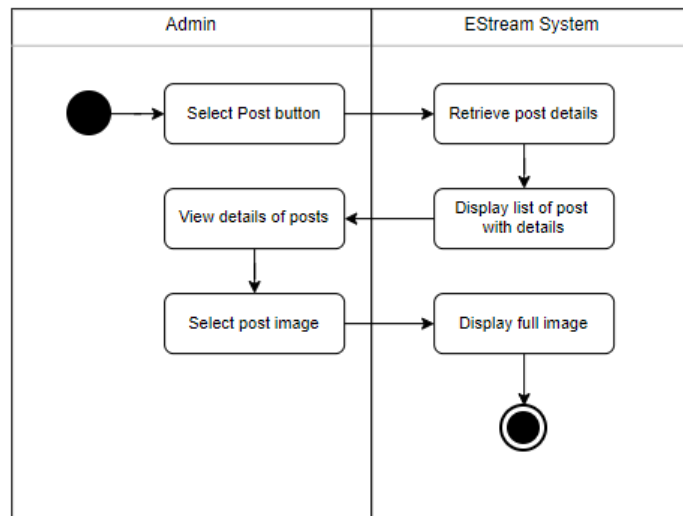 Admin
EStream System
Select Post button
Retrieve post details
View details of posts
Display list of post
with details
Select post image
Display full image